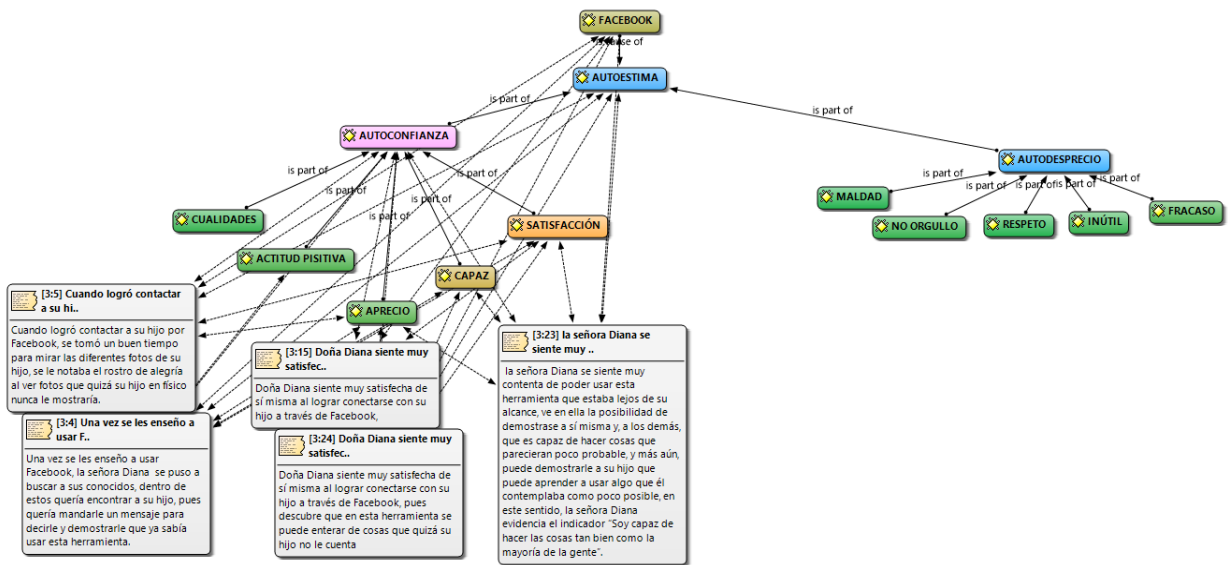 FACEBOOK
is cause of
AUTOESTIMA
is part of
is part of
AUTOCONFIANZA
AUTODESPRECIO
is part of
is part of
is part of
is part of
is part of
is part of
is part of
is part of
is part of
MALDAD
FRACASO
CUALIDADES
SATISFACCIÓN
NO ORGULLO
RESPETO
INÚTIL
ACTITUD PISITIVA
CAPAZ
APRECIO
[3:5] Cuando logró contactar
a su hi..
Cuando logró contactar a su hijo por
Facebook, se tomó un buen tiempo
para mirar las diferentes fotos de su
hijo, se le notaba el rostro de alegría
al ver fotos que quizá su hijo en físico
nunca le mostraría.
[3:15] Doña Diana siente muy
satisfec..
Doña Diana siente muy satisfecha de
sí misma al lograr conectarse con su
hijo a través de Facebook,
[3:23] la señora Diana se
siente muy ..
la señora Diana se siente muy
contenta de poder usar esta
herramienta que estaba lejos de su
alcance, ve en ella la posibilidad de
demostrase a sí misma y, a los demás,
que es capaz de hacer cosas que
parecieran poco probable, y más aún,
puede demostrarle a su hijo que
puede aprender a usar algo que él
contemplaba como poco posible, en
este sentido, la señora Diana
evidencia el indicador “Soy capaz de
hacer las cosas tan bien como la
mayoría de la gente”.
[3:4] Una vez se les enseño a
usar F..
Una vez se les enseño a usar
Facebook, la señora Diana se puso a
buscar a sus conocidos, dentro de
estos quería encontrar a su hijo, pues
quería mandarle un mensaje para
decirle y demostrarle que ya sabía
usar esta herramienta.
[3:24] Doña Diana siente muy
satisfec..
Doña Diana siente muy satisfecha de
sí misma al lograr conectarse con su
hijo a través de Facebook, pues
descubre que en esta herramienta se
puede enterar de cosas que quizá su
hijo no le cuenta